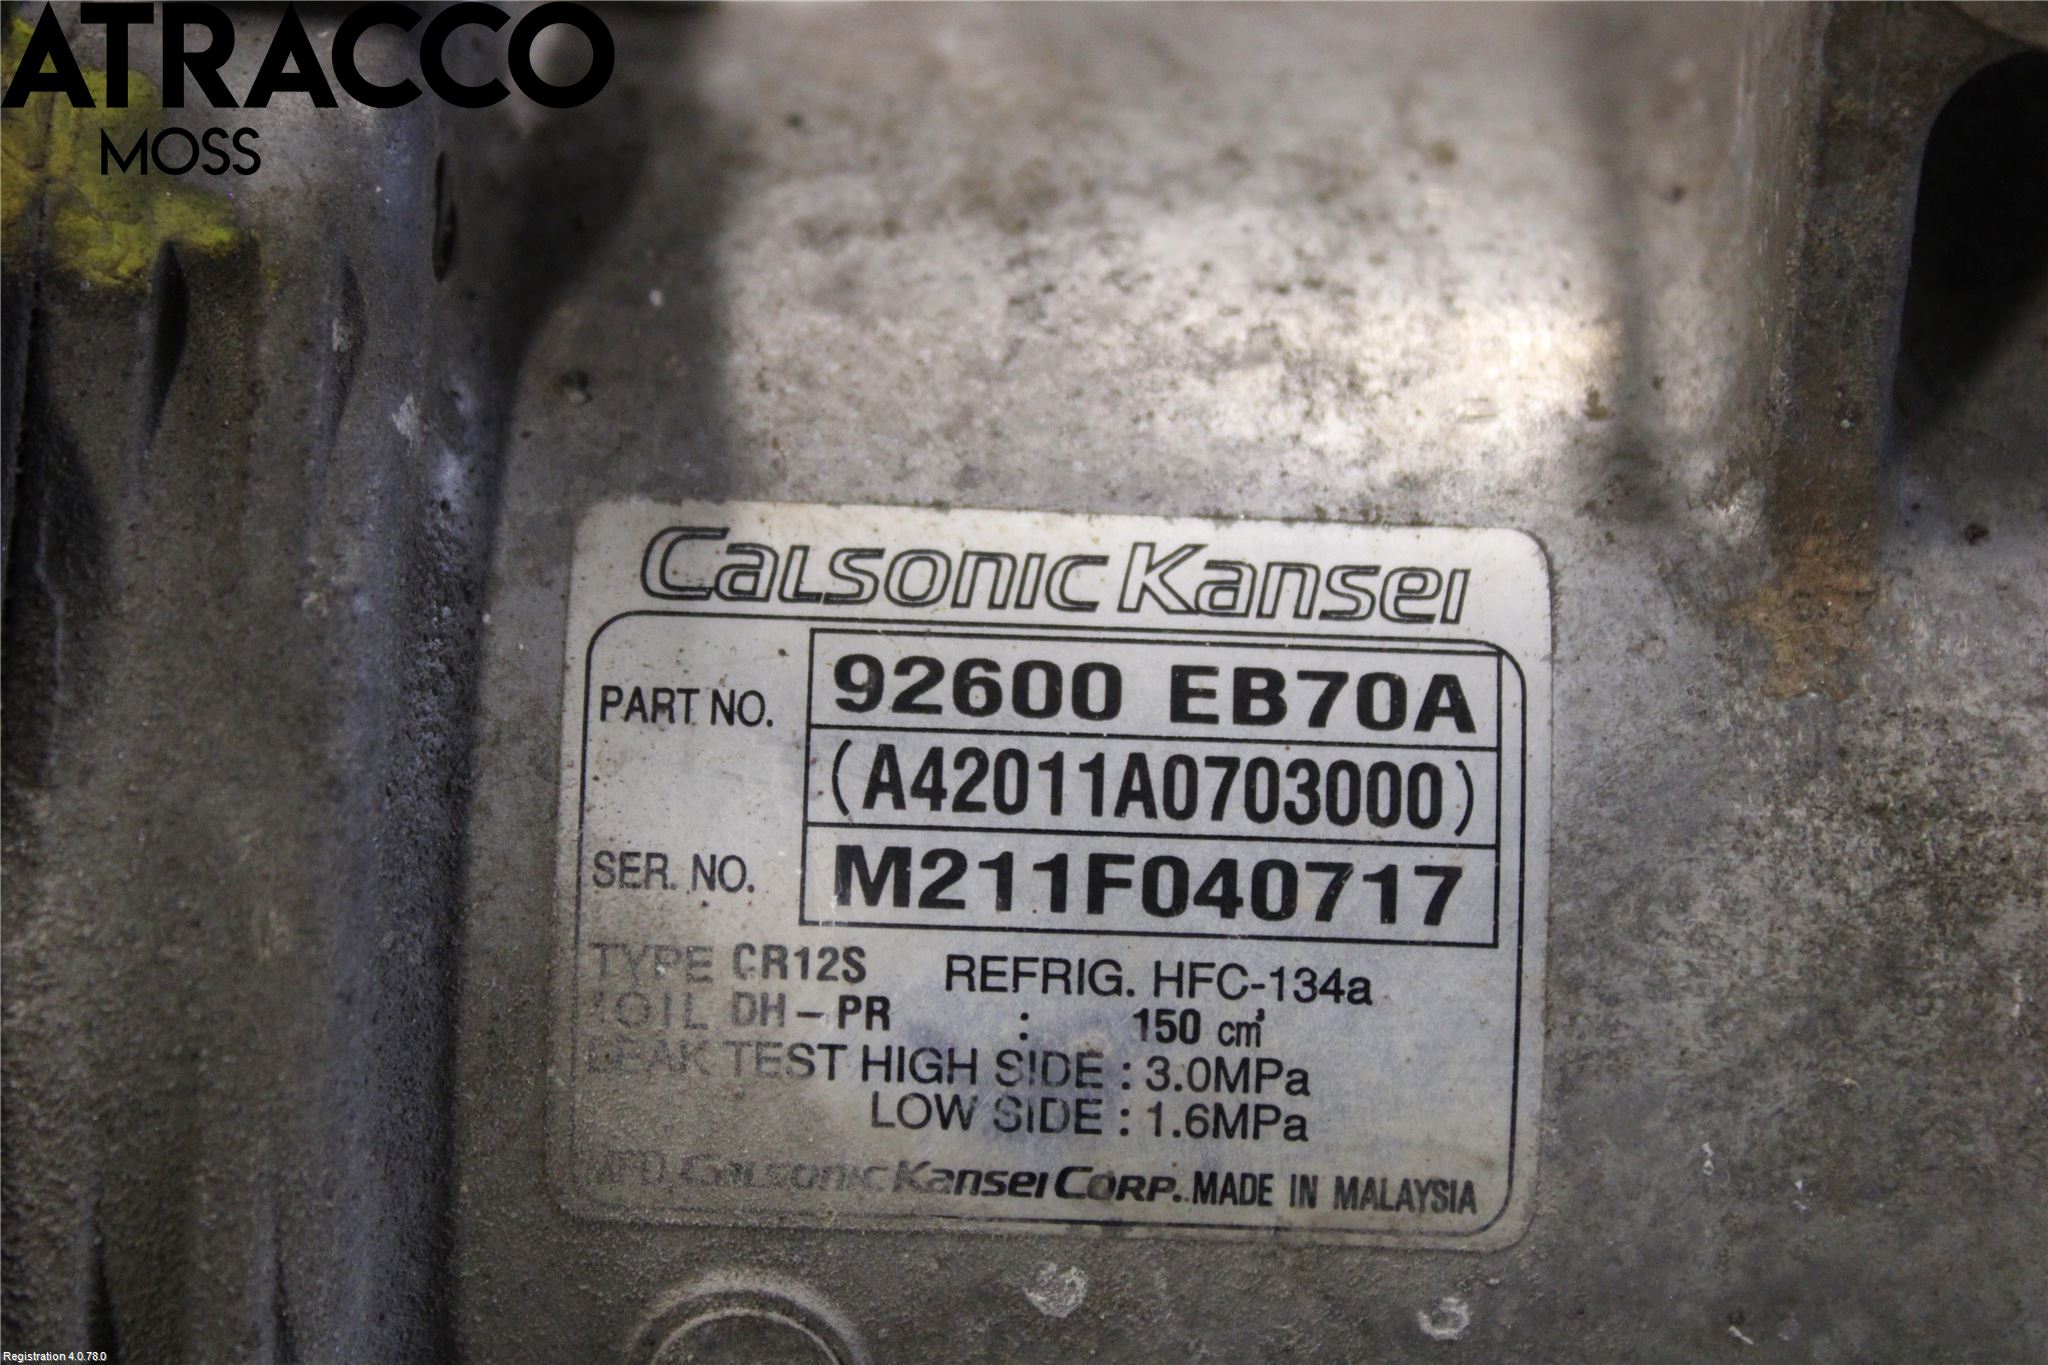 ATRACCO
MOSS
CALSONIC KANSEI
PART NO. 92600 EB70A
(A42011A0703000)
SER. NO. M211F040717
TYPE CR12S REFRIG. HFC-134a
OIL DH-PR : 150 cm³
LEAK TEST HIGH SIDE : 3.0MPa
LOW SIDE : 1.6MPa
MFD. CALSONIC KANSEI CORP. MADE IN MALAYSIA
Registration 4.0.78.0